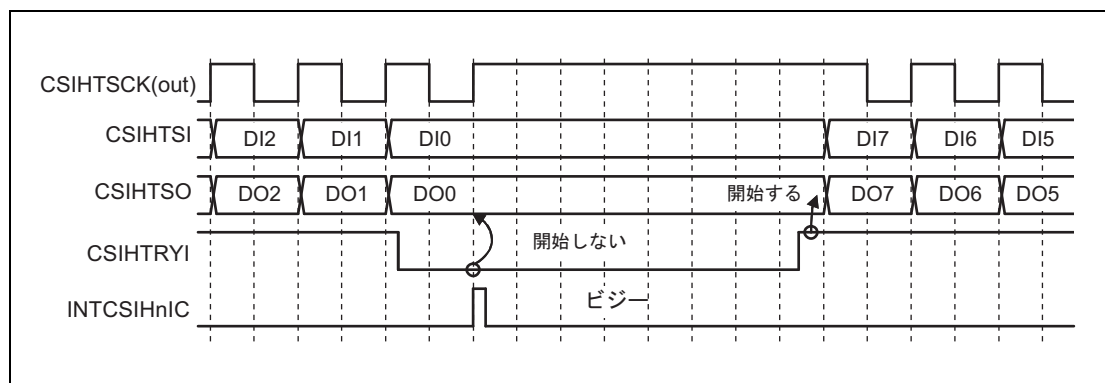 CSIHTSCK(out)
CSIHTSI DI2 DI1 DI0 DI7 DI6 DI5
CSIHTSO DO2 DO1 DO0 開始する DO7 DO6 DO5
CSIHTRYI 開始しない
INTCSIHnIC ビジー